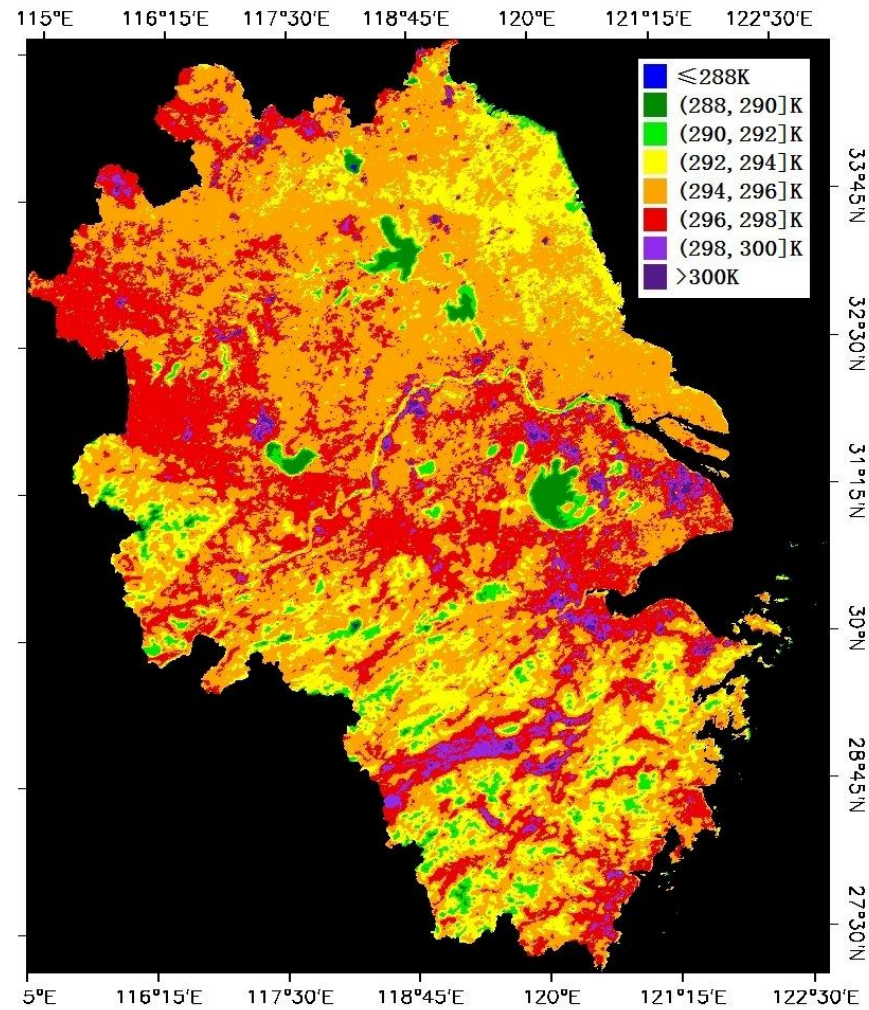 115°E 116°15′E 117°30′E 118°45′E 120°E 121°15′E 122°30′E
≤288K
(288, 290]K
(290, 292]K
(292, 294]K
(294, 296]K
(296, 298]K
(298, 300]K
>300K
33°45′N
32°30′N
31°15′N
30°N
28°45′N
27°30′N
5°E 116°15′E 117°30′E 118°45′E 120°E 121°15′E 122°30′E